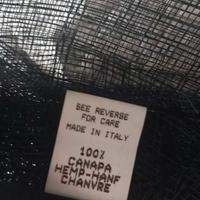 SEE REVERSE
FOR CARE
MADE IN ITALY
100%
CANAPA
HEMP-HANF
CHANVRE